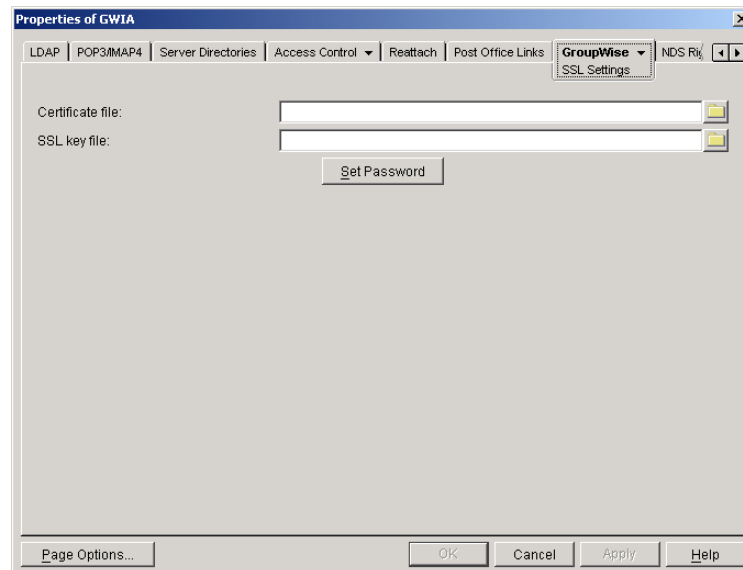 Properties of GWIA
LDAP POP3/IMAP4 Server Directories Access Control Reattach Post Office Links GroupWise NDS
SSL Settings
Certificate file:
SSL key file:
Set Password
Page Options... OK Cancel Apply Help